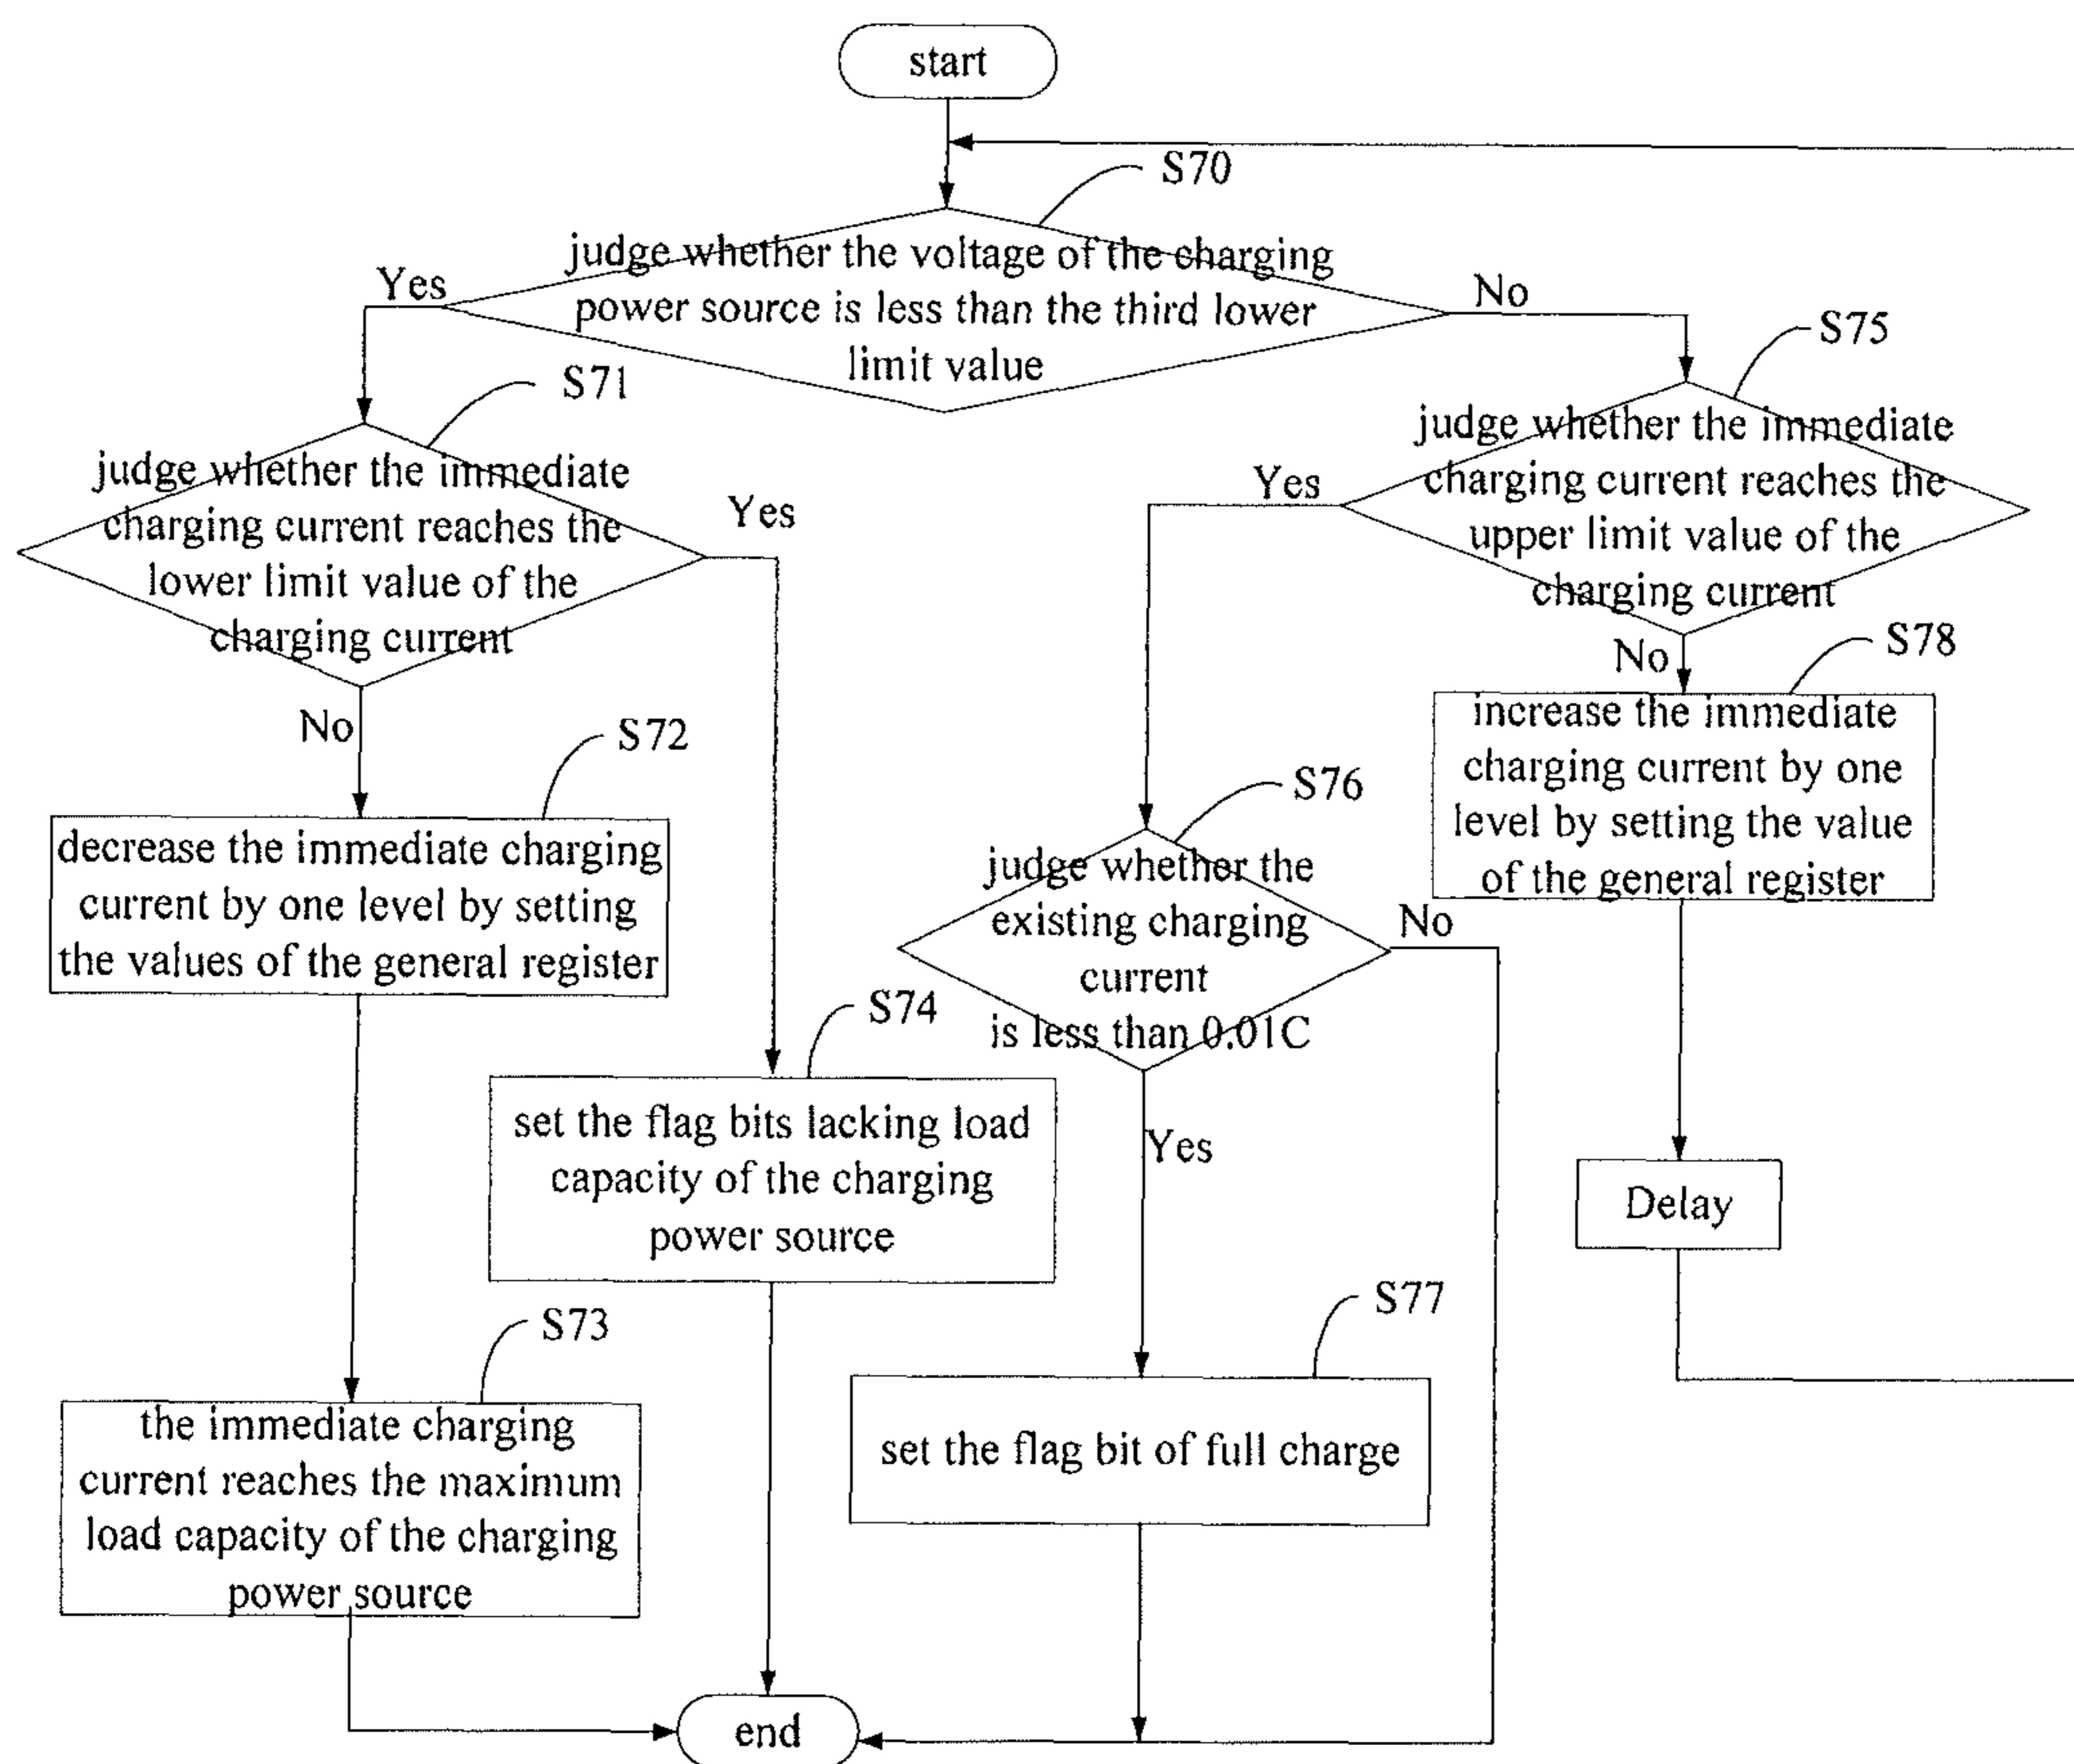 start
S70
judge whether the voltage of the charging
power source is less than the third lower
limit value
Yes
No
S71
judge whether the immediate
charging current reaches the
lower limit value of the
charging current
Yes
No
S75
judge whether the immediate
charging current reaches the
upper limit value of the
charging current
Yes
No
S72
decrease the immediate charging
current by one level by setting
the values of the general register
S78
increase the immediate
charging current by one
level by setting the value
of the general register
S76
judge whether the
existing charging
current
is less than 0.01C
No
Yes
S74
set the flag bits lacking load
capacity of the charging
power source
Delay
S73
the immediate charging
current reaches the maximum
load capacity of the charging
power source
S77
set the flag bit of full charge
end